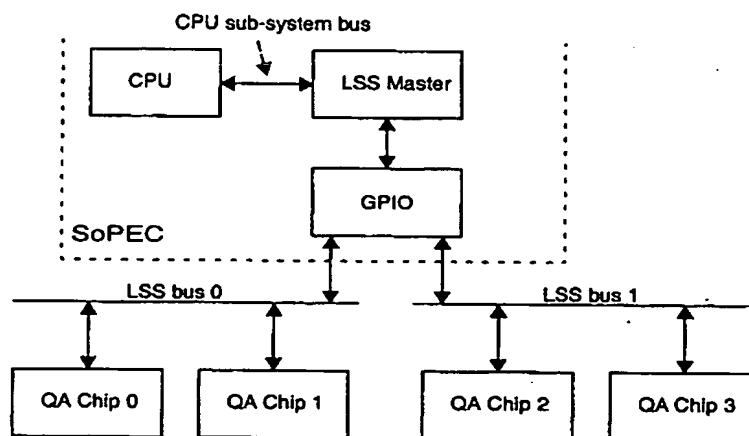 CPU sub-system bus
CPU
LSS Master
GPIO
SoPEC
LSS bus 0
LSS bus 1
QA Chip 0
QA Chip 1
QA Chip 2
QA Chip 3